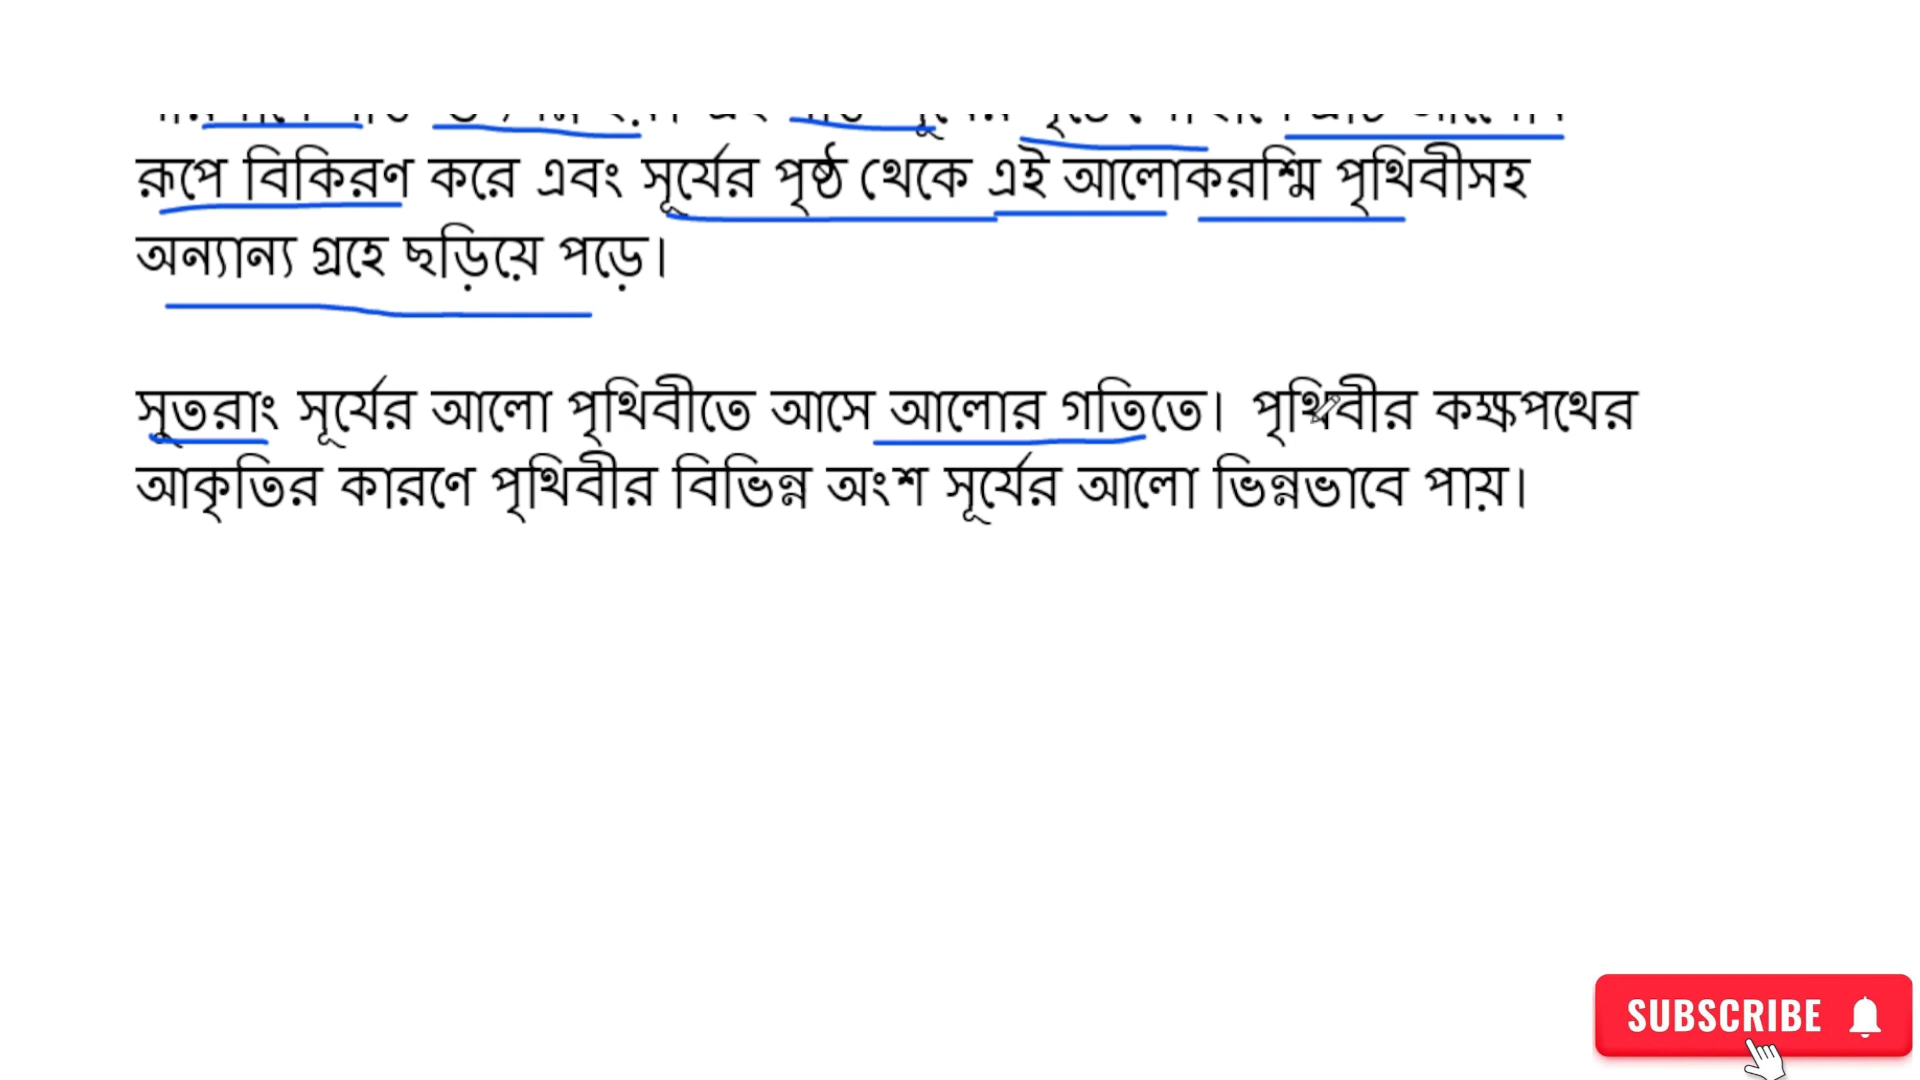 রূপে বিকিরণ করে এবং সূর্যের পৃষ্ঠ থেকে এই আলোকরশ্মি পৃথিবীসহ
অন্যান্য গ্রহে ছড়িয়ে পড়ে।
সুতরাং সূর্যের আলো পৃথিবীতে আসে আলোর গতিতে। পৃথিবীর কক্ষপথের
আকৃতির কারণে পৃথিবীর বিভিন্ন অংশ সূর্যের আলো ভিন্নভাবে পায়।
SUBSCRIBE